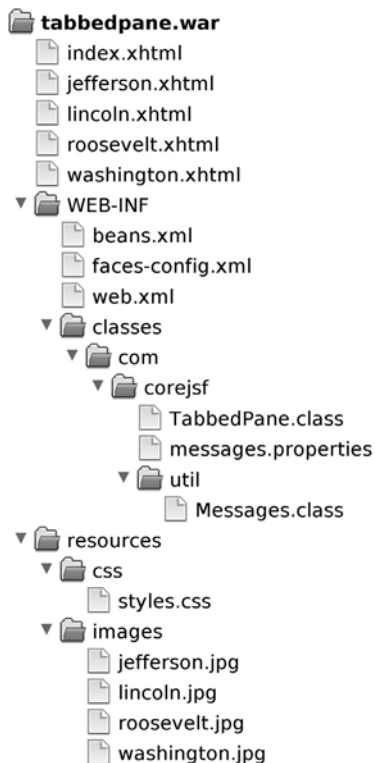 tabbedpane.war
index.xhtml
jefferson.xhtml
lincoln.xhtml
roosevelt.xhtml
washington.xhtml
WEB-INF
beans.xml
faces-config.xml
web.xml
classes
com
corejsf
TabbedPane.class
messages.properties
util
Messages.class
resources
css
styles.css
images
jefferson.jpg
lincoln.jpg
roosevelt.jpg
washington.jpg